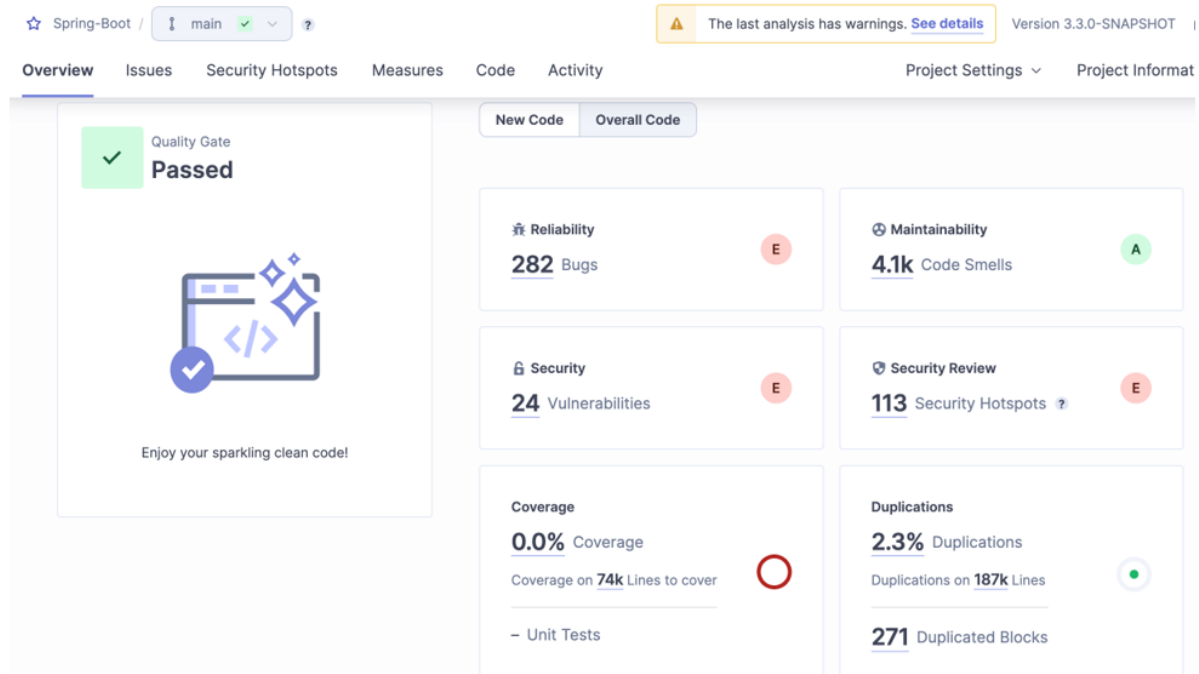 Spring-Boot / main ?
The last analysis has warnings. See details Version 3.3.0-SNAPSHOT
Overview Issues Security Hotspots Measures Code Activity Project Settings Project Informat
New Code Overall Code
Quality Gate
Passed
Enjoy your sparkling clean code!
Reliability
282 Bugs
E
Maintainability
4.1k Code Smells
A
Security
24 Vulnerabilities
E
Security Review
113 Security Hotspots ?
E
Coverage
0.0% Coverage
Coverage on 74k Lines to cover
– Unit Tests
Duplications
2.3% Duplications
Duplications on 187k Lines
271 Duplicated Blocks